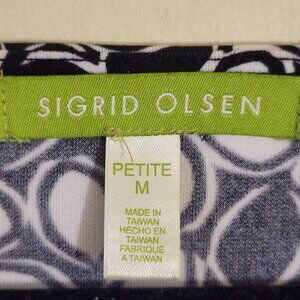 SIGRID OLSEN
PETITE
M
MADE IN
TAIWAN
HECHO EN
TAIWAN
FABRIQUE
A TAIWAN